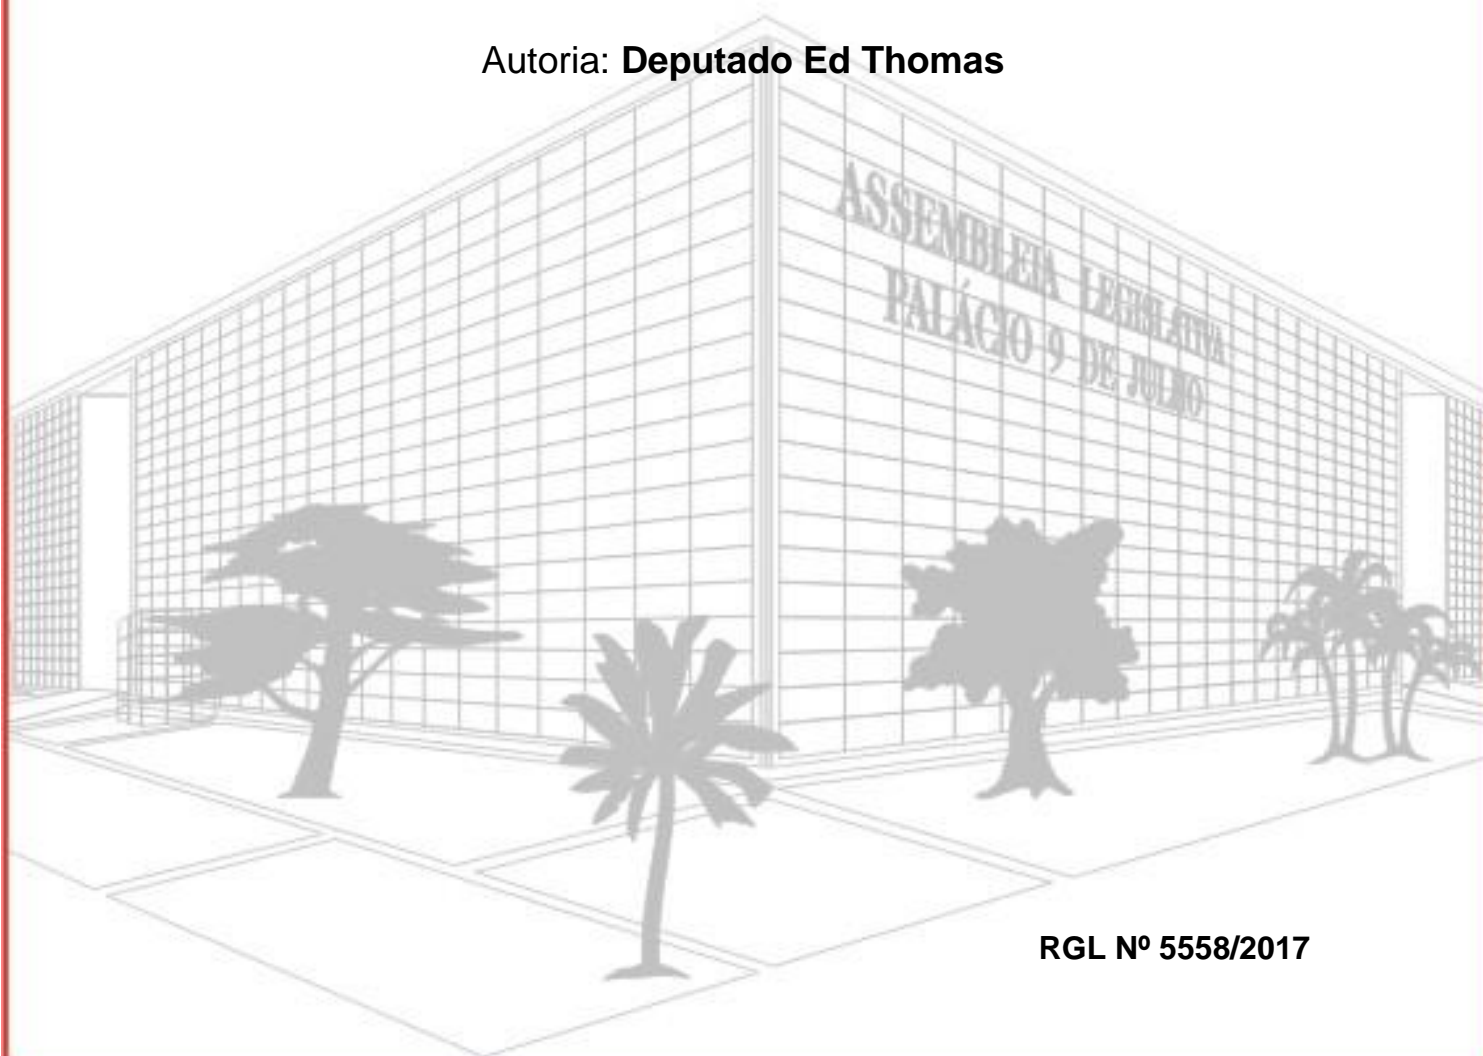 Autoria: Deputado Ed Thomas
ASSEMBLEIA LEGISLATIVA
PALÁCIO 9 DE JULHO
RGL Nº 5558/2017